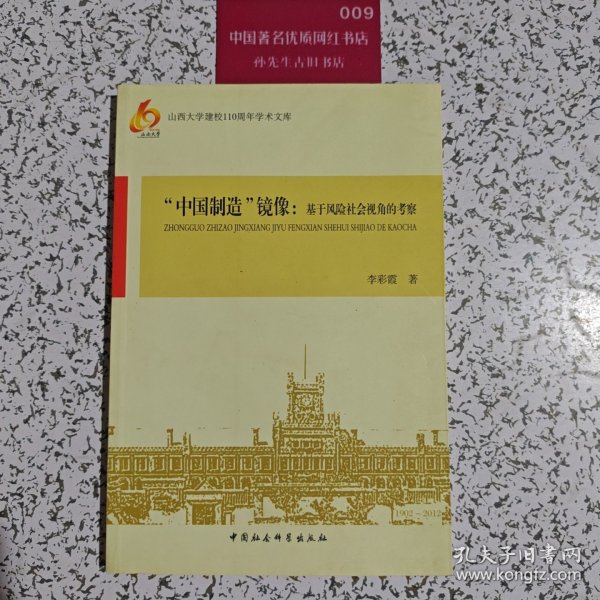 009
中国著名优质网红书店
孙先生古旧书店
山西大学
山西大学建校110周年学术文库
“中国制造”镜像：基于风险社会视角的考察
ZHONGGUO ZHIZAO JINGXIANG JIYU FENGXIAN SHEHUI SHIJIAO DE KAOCHA
李彩霞 著
1902－2012
中国社会科学出版社
孔夫子旧书网
www.kongfz.com